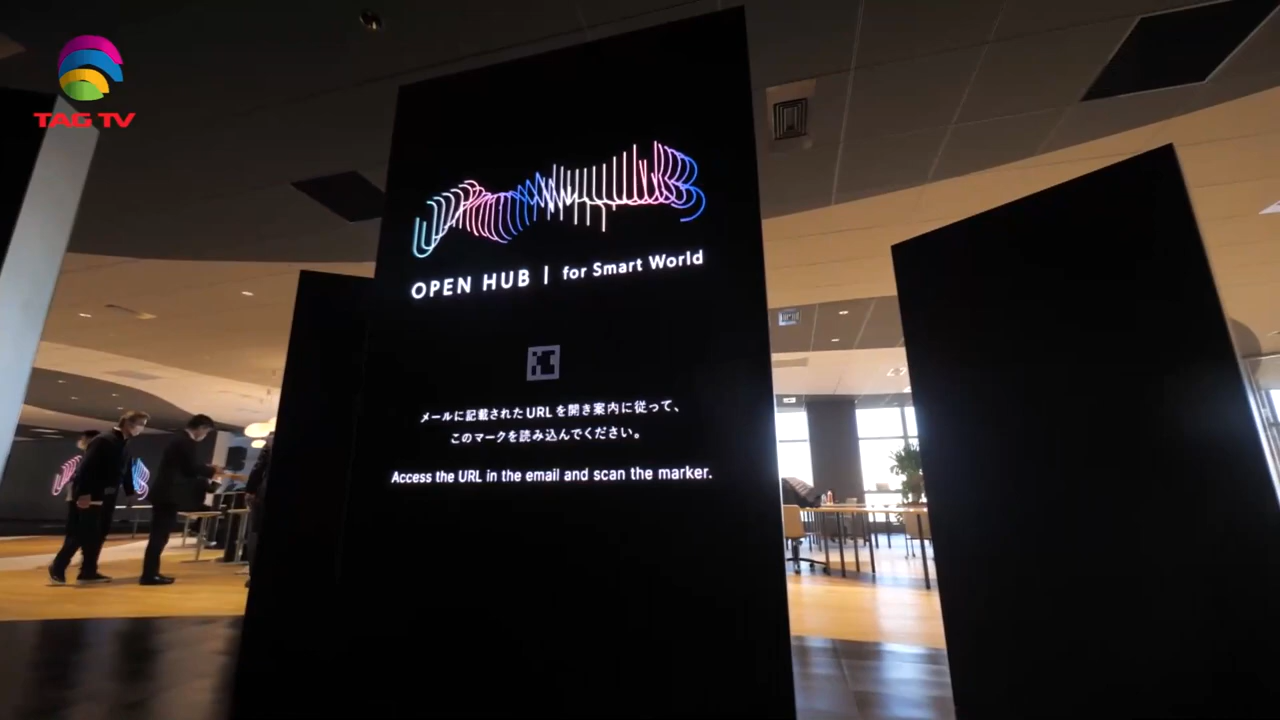 TAG TV
OPEN HUB | for Smart World
メールに記載されたURLを開き案内に従って、
このマークを読み込んでください。
Access the URL in the email and scan the marker.